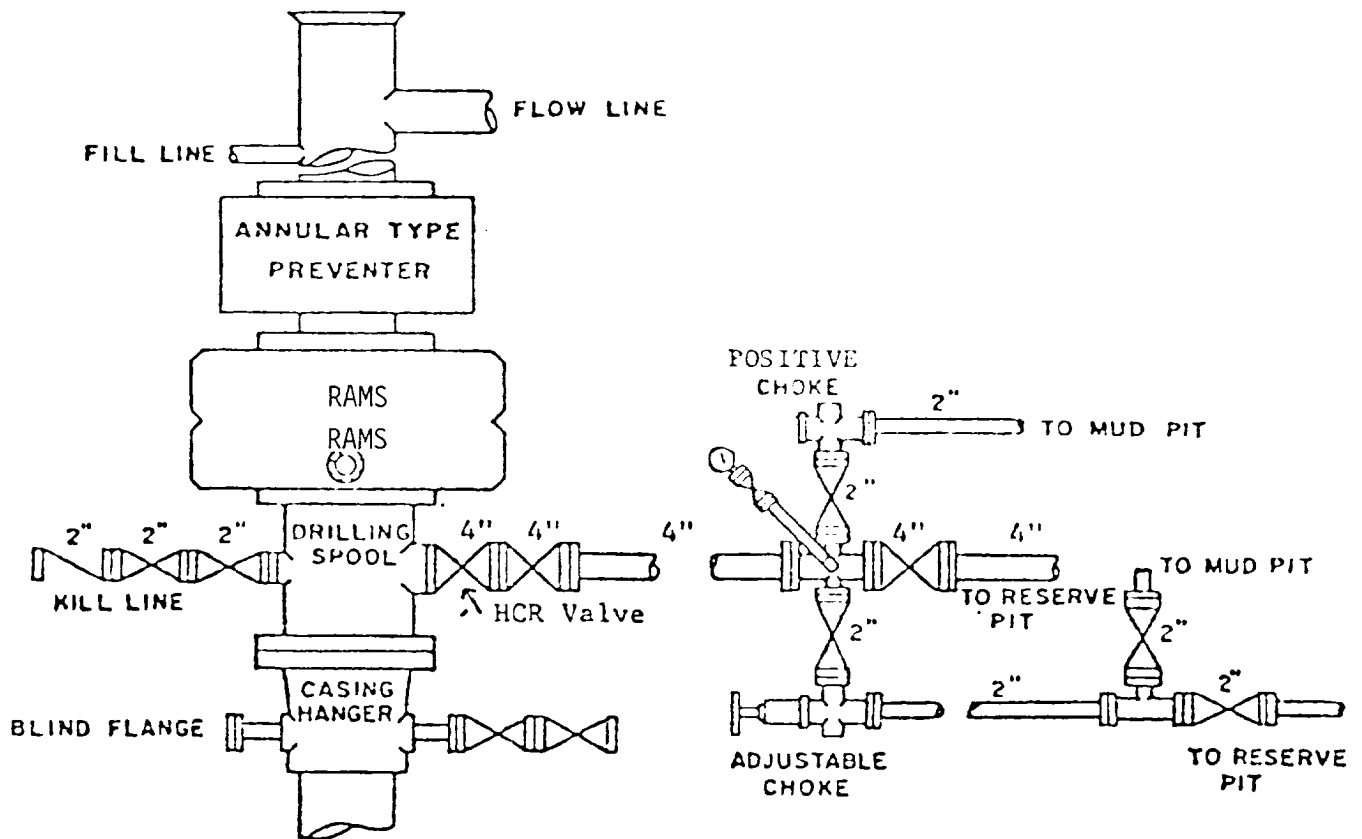 FLOW LINE
FILL LINE
ANNULAR TYPE
PREVENTER
RAMS
RAMS
POSITIVE
CHOKE
2"
TO MUD PIT
2"
2" 2" 2"
DRILLING
SPOOL
4" 4" 4"
4" 4"
KILL LINE
HCR Valve
TO RESERVE
PIT
TO MUD PIT
2"
2"
CASING
HANGER
BLIND FLANGE
2" 2"
ADJUSTABLE
CHOKE
TO RESERVE
PIT